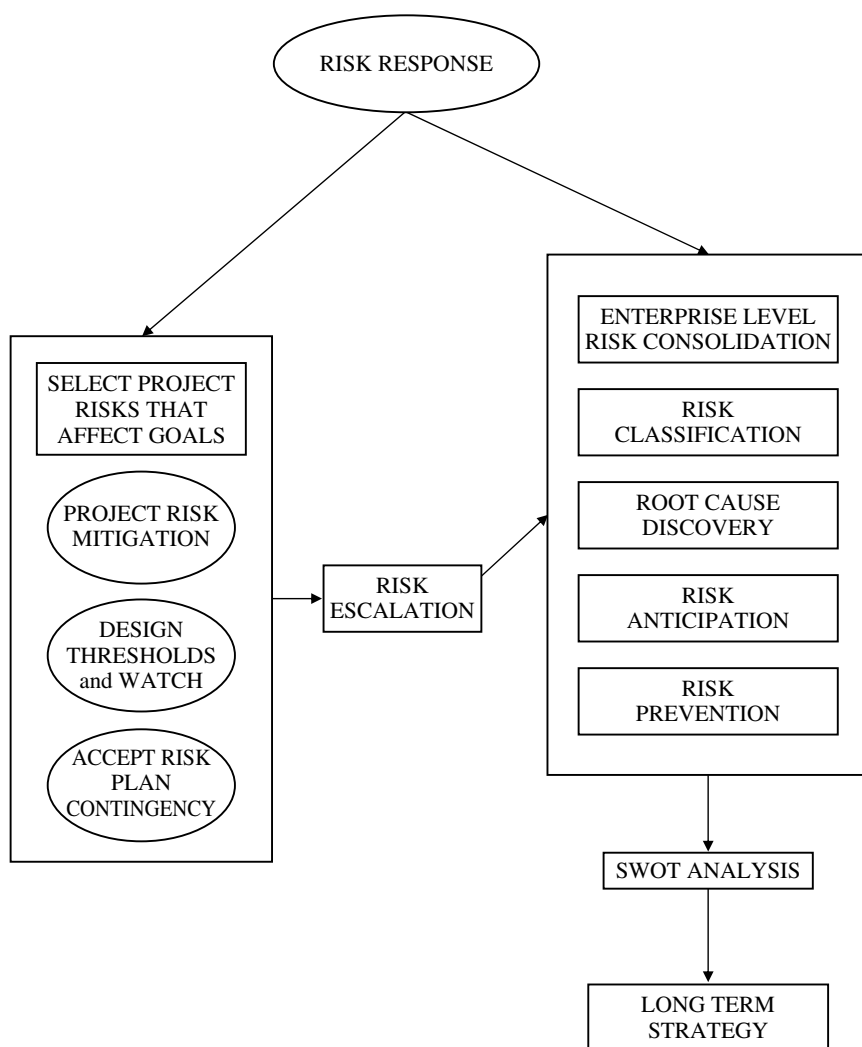 RISK RESPONSE
SELECT PROJECT
RISKS THAT
AFFECT GOALS
PROJECT RISK
MITIGATION
DESIGN
THRESHOLDS
and WATCH
ACCEPT RISK
PLAN
CONTINGENCY
RISK
ESCALATION
ENTERPRISE LEVEL
RISK CONSOLIDATION
RISK
CLASSIFICATION
ROOT CAUSE
DISCOVERY
RISK
ANTICIPATION
RISK
PREVENTION
SWOT ANALYSIS
LONG TERM
STRATEGY